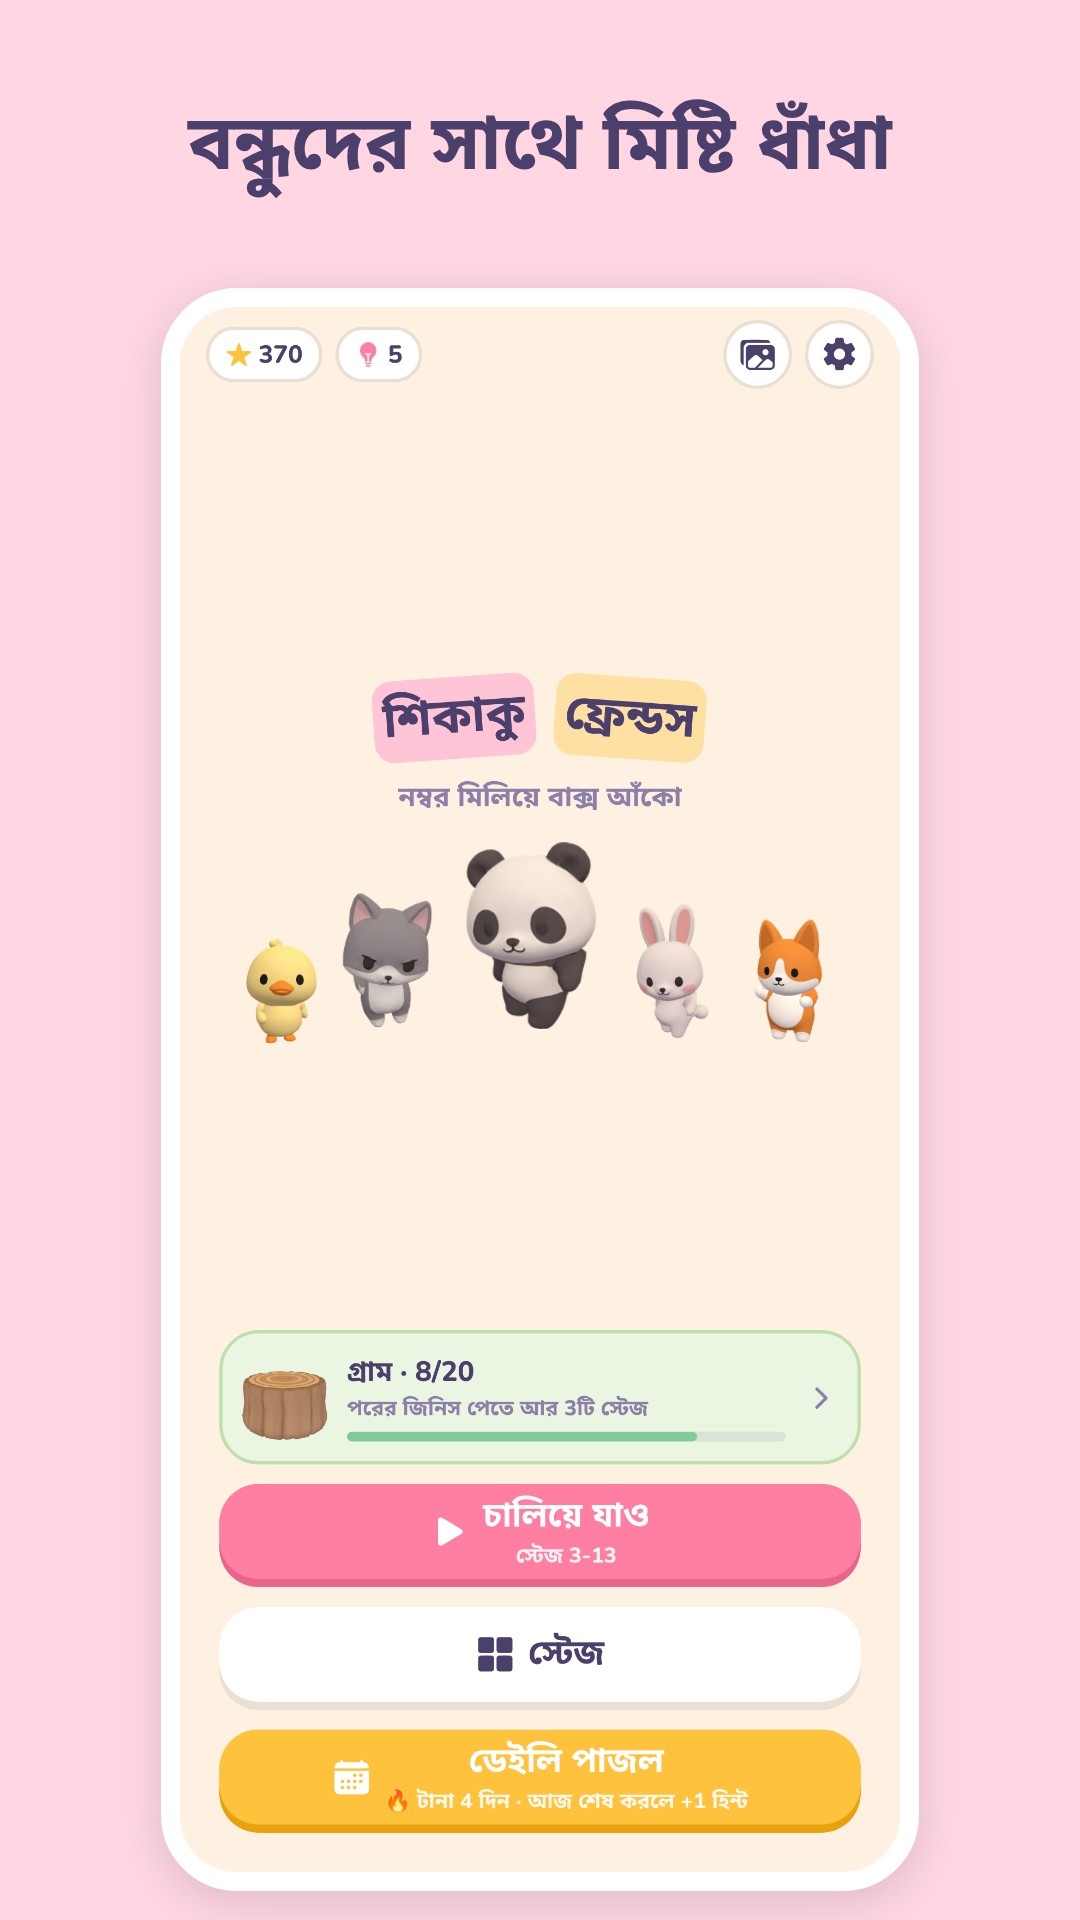 বন্ধুদের সাথে মিষ্টি ধাঁধা
370 5
শিকাকু ফ্রেন্ডস
নম্বর মিলিয়ে বাক্স আঁকো
গ্রাম · 8/20
পরের জিনিস পেতে আর 3টি স্টেজ
চালিয়ে যাও
স্টেজ 3-13
স্টেজ
ডেইলি পাজল
🔥 টানা 4 দিন · আজ শেষ করলে +1 হিন্ট